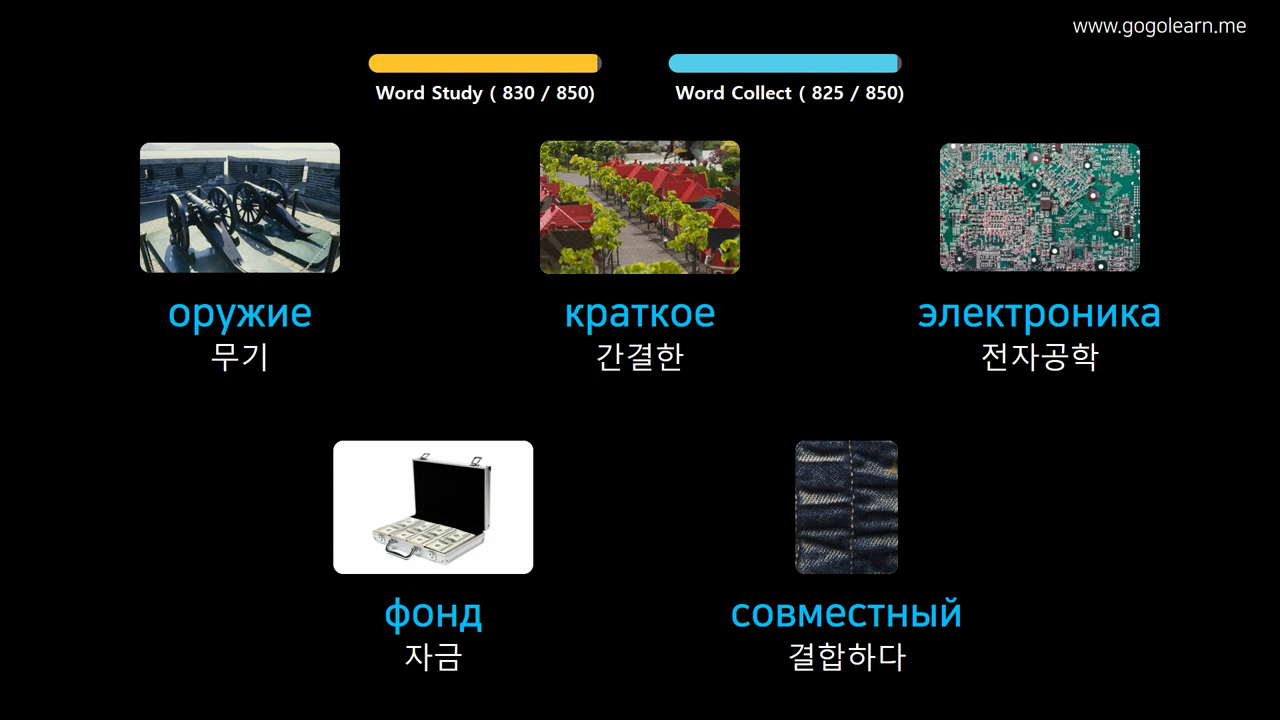 www.gogolearn.me
Word Study ( 830 / 850)
Word Collect ( 825 / 850)
оружие
무기
краткое
간결한
электроника
전자공학
фонд
자금
совместный
결합하다